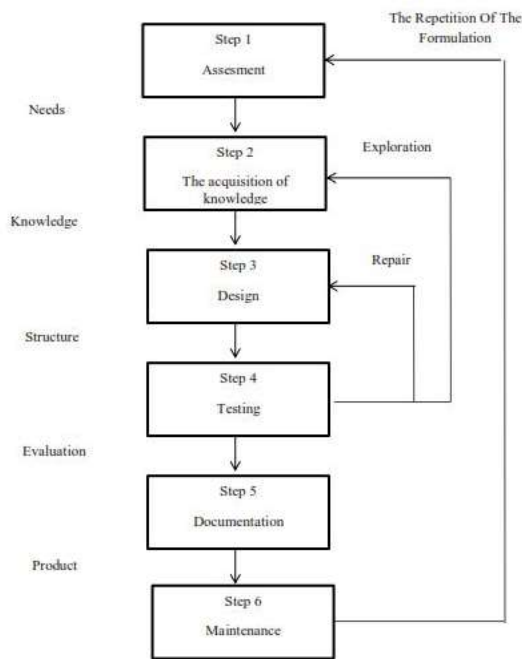 The Repetition Of The
Formulation
Step 1
Assesment
Needs
Step 2
The acquisition of
knowledge
Exploration
Knowledge
Step 3
Design
Repair
Structure
Step 4
Testing
Evaluation
Step 5
Documentation
Product
Step 6
Maintenance